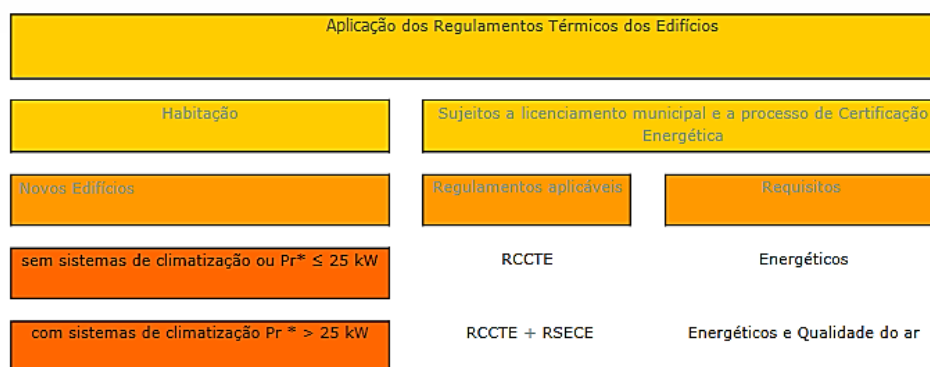 Aplicação dos Regulamentos Térmicos dos Edifícios
Habitação
Sujeitos a licenciamento municipal e a processo de Certificação
Energética
Novos Edifícios
Regulamentos aplicáveis
Requisitos
sem sistemas de climatização ou Pr* ≤ 25 kW
RCCTE
Energéticos
com sistemas de climatização Pr * > 25 kW
RCCTE + RSECE
Energéticos e Qualidade do ar